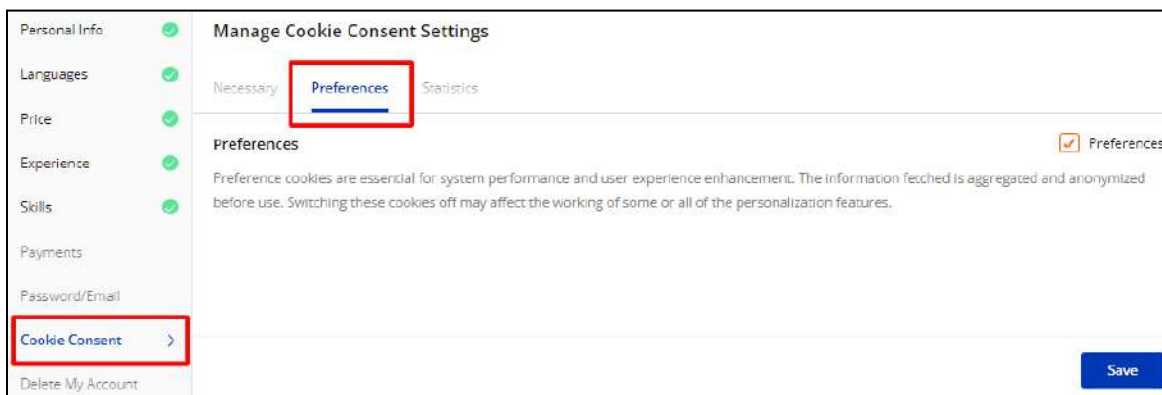 Personal Info
Languages
Price
Experience
Skills
Payments
Password/Email
Cookie Consent
Delete My Account
Manage Cookie Consent Settings
Necessary Preferences Statistics
Preferences
Preferences
Preference cookies are essential for system performance and user experience enhancement. The information fetched is aggregated and anonymized
before use. Switching these cookies off may affect the working of some or all of the personalization features.
Save